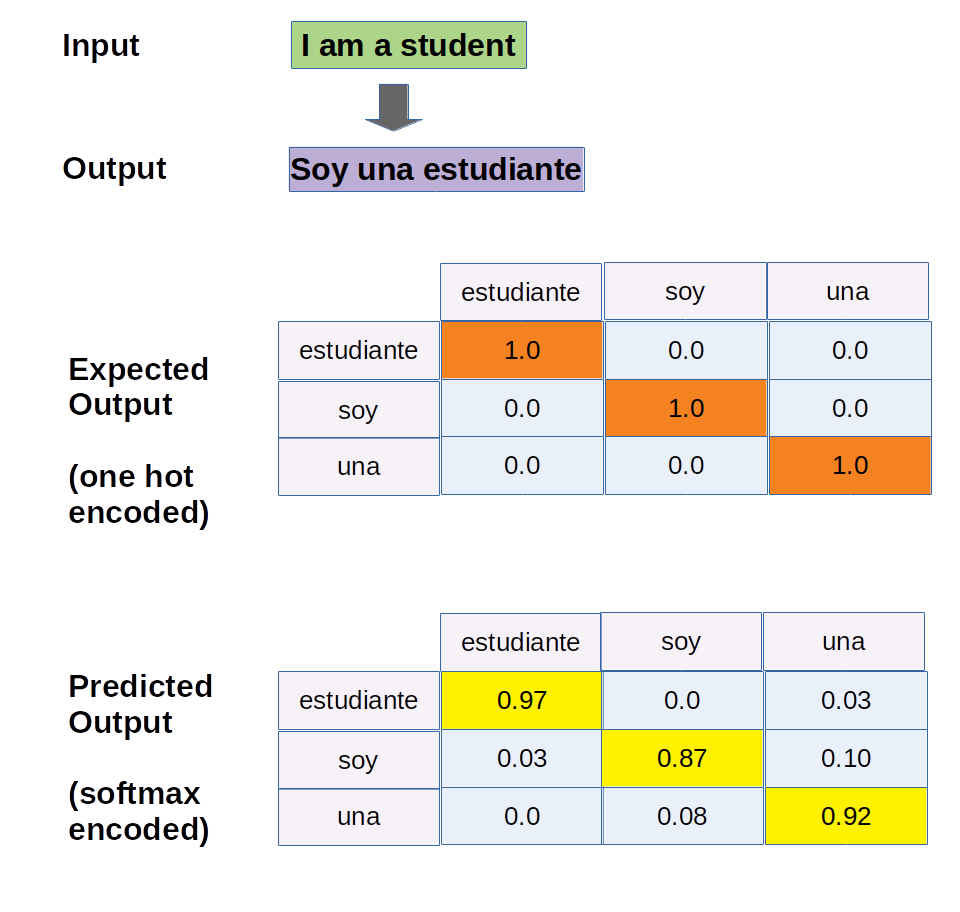 Input
I am a student
Output
Soy una estudiante
estudiante soy una
Expected
Output
(one hot
encoded)
estudiante 1.0 0.0 0.0
soy 0.0 1.0 0.0
una 0.0 0.0 1.0
estudiante soy una
Predicted
Output
(softmax
encoded)
estudiante 0.97 0.0 0.03
soy 0.03 0.87 0.10
una 0.0 0.08 0.92